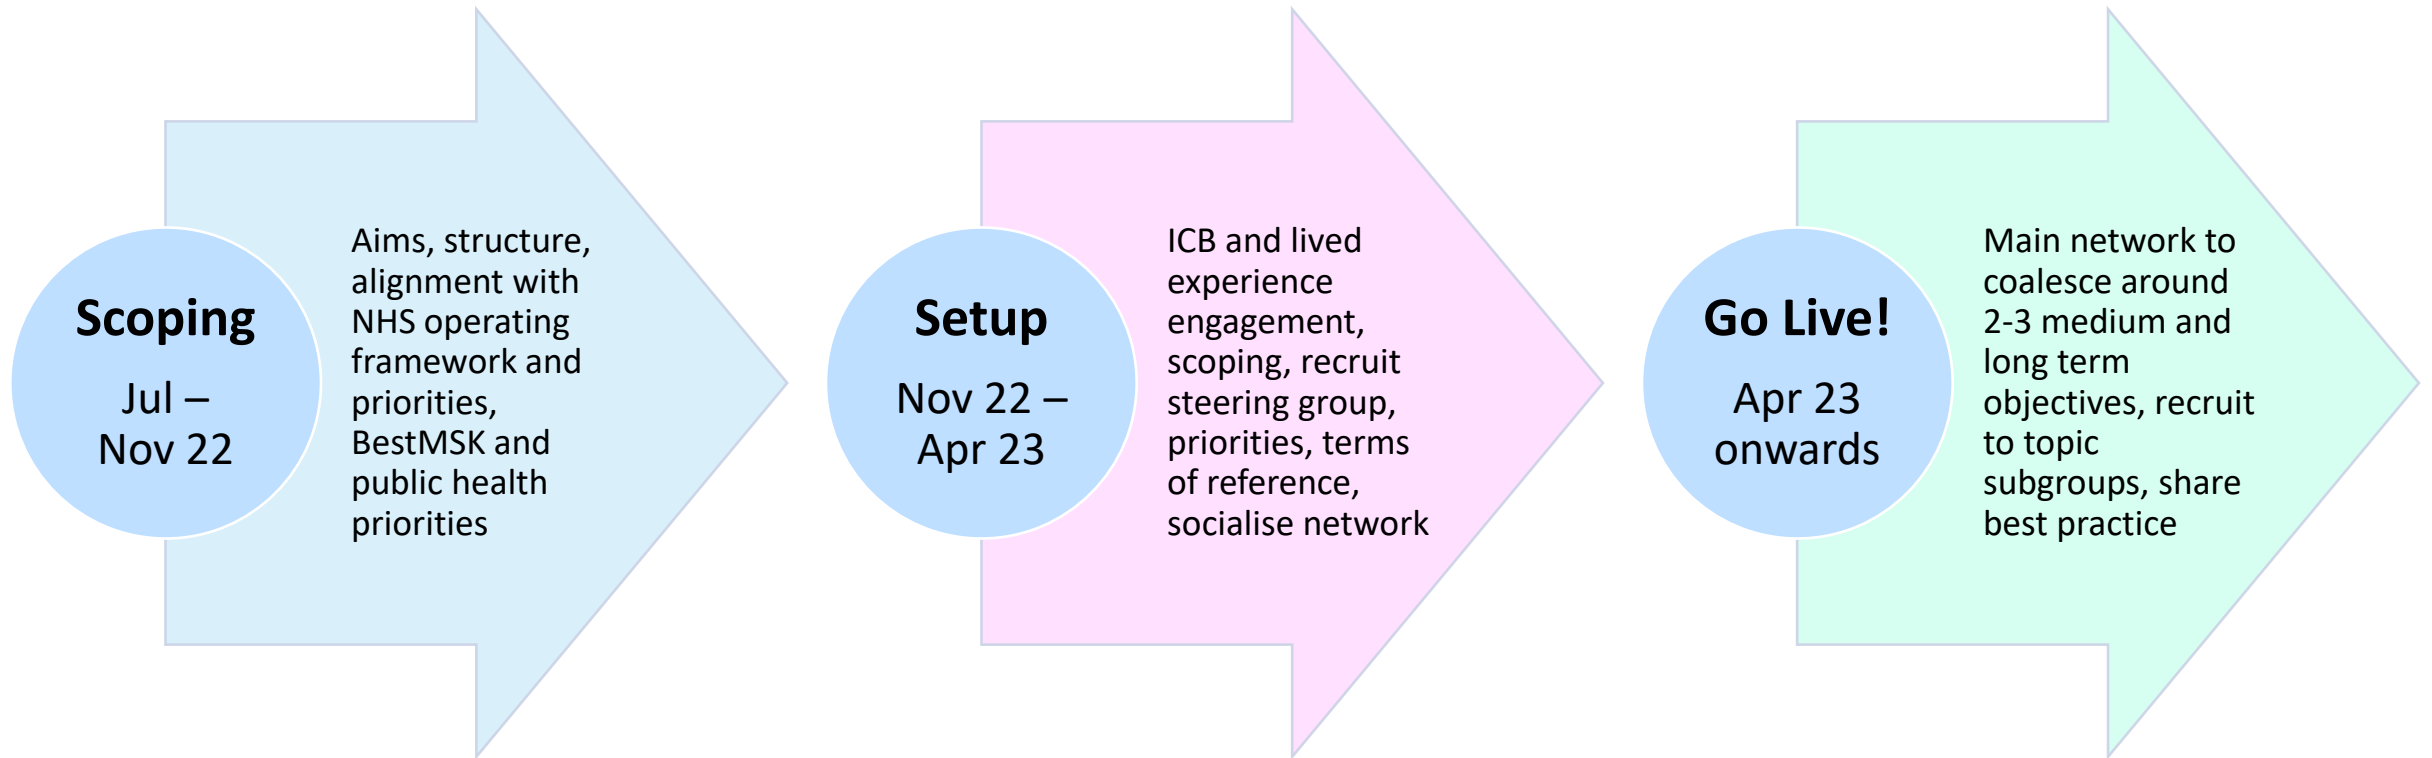 Scoping
Jul –
Nov 22
Aims, structure,
alignment with
NHS operating
framework and
priorities,
BestMSK and
public health
priorities
Setup
Nov 22 –
Apr 23
ICB and lived
experience
engagement,
scoping, recruit
steering group,
priorities, terms
of reference,
socialise network
Go Live!
Apr 23
onwards
Main network to
coalesce around
2-3 medium and
long term
objectives, recruit
to topic
subgroups, share
best practice